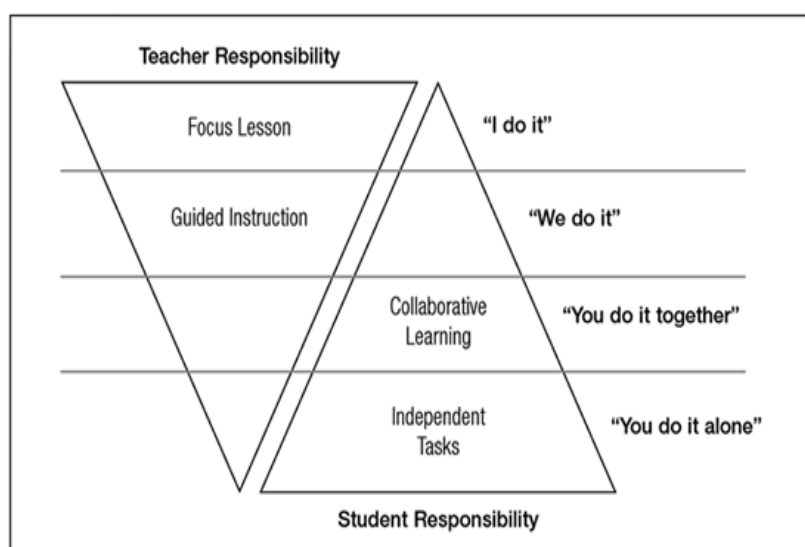 Teacher Responsibility
Focus Lesson
“I do it”
Guided Instruction
“We do it”
Collaborative
Learning
“You do it together”
Independent
Tasks
“You do it alone”
Student Responsibility